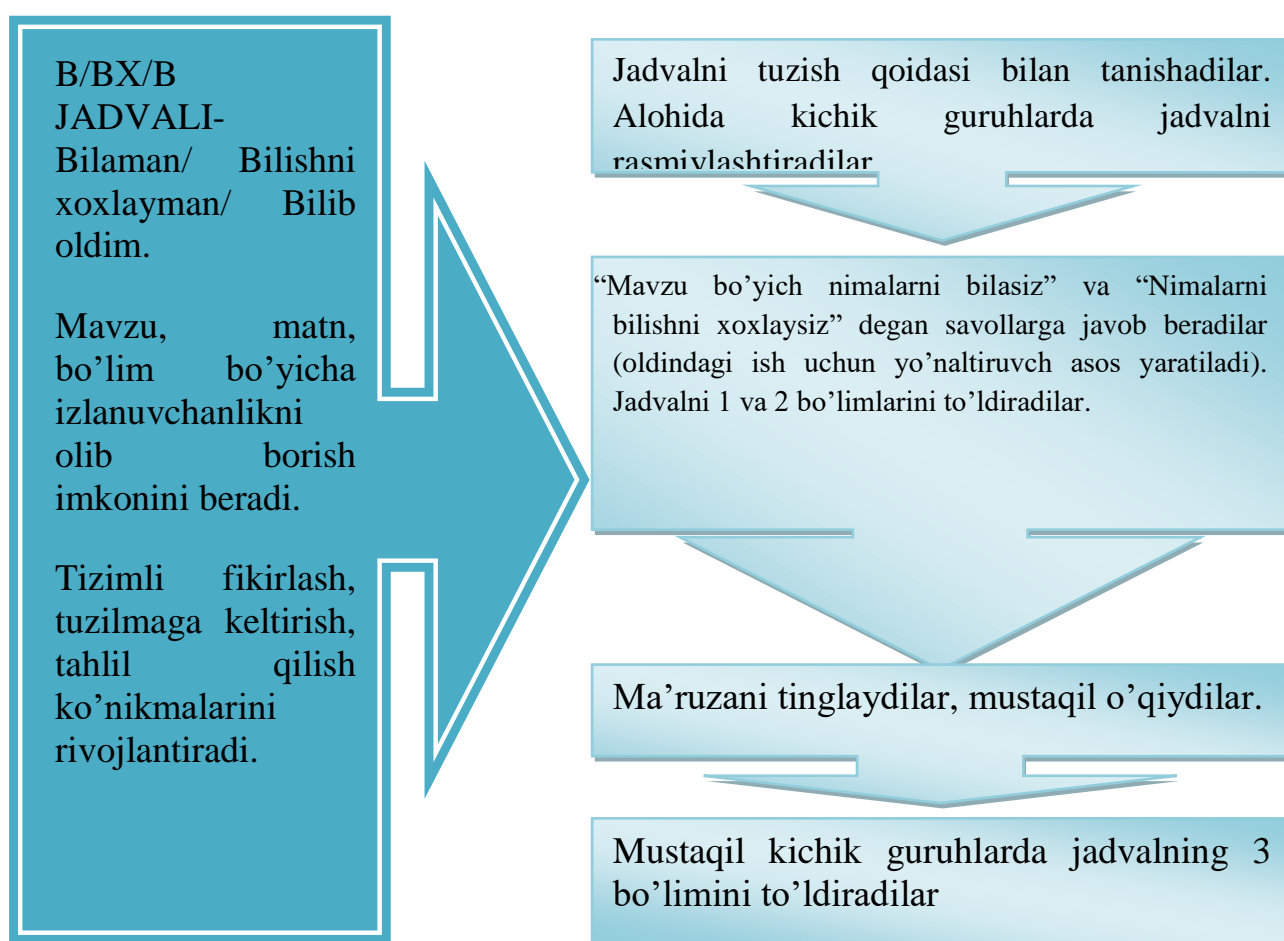 B/BX/B
JADVALI-
Bilaman/ Bilishni
xoxlayman/ Bilib
oldim.
Mavzu, matn,
bo’lim bo’yicha
izlanuvchanlikni
olib borish
imkonini beradi.
Tizimli fikirlash,
tuzilmaga keltirish,
tahlil qilish
ko’nikmalarini
rivojlantiradi.
Jadvalni tuzish qoidasi bilan tanishadilar.
Alohida kichik guruhlarda jadvalni
rasmiylashtiradilar
“Mavzu bo’yich nimalarni bilasiz” va “Nimalarni
bilishni xoxlaysiz” degan savollarga javob beradilar
(oldindagi ish uchun yo’naltiruvch asos yaratiladi).
Jadvalni 1 va 2 bo’limlarini to’ldiradilar.
Ma’ruzani tinglaydilar, mustaqil o’qiydilar.
Mustaqil kichik guruhlarda jadvalning 3
bo’limini to’ldiradilar